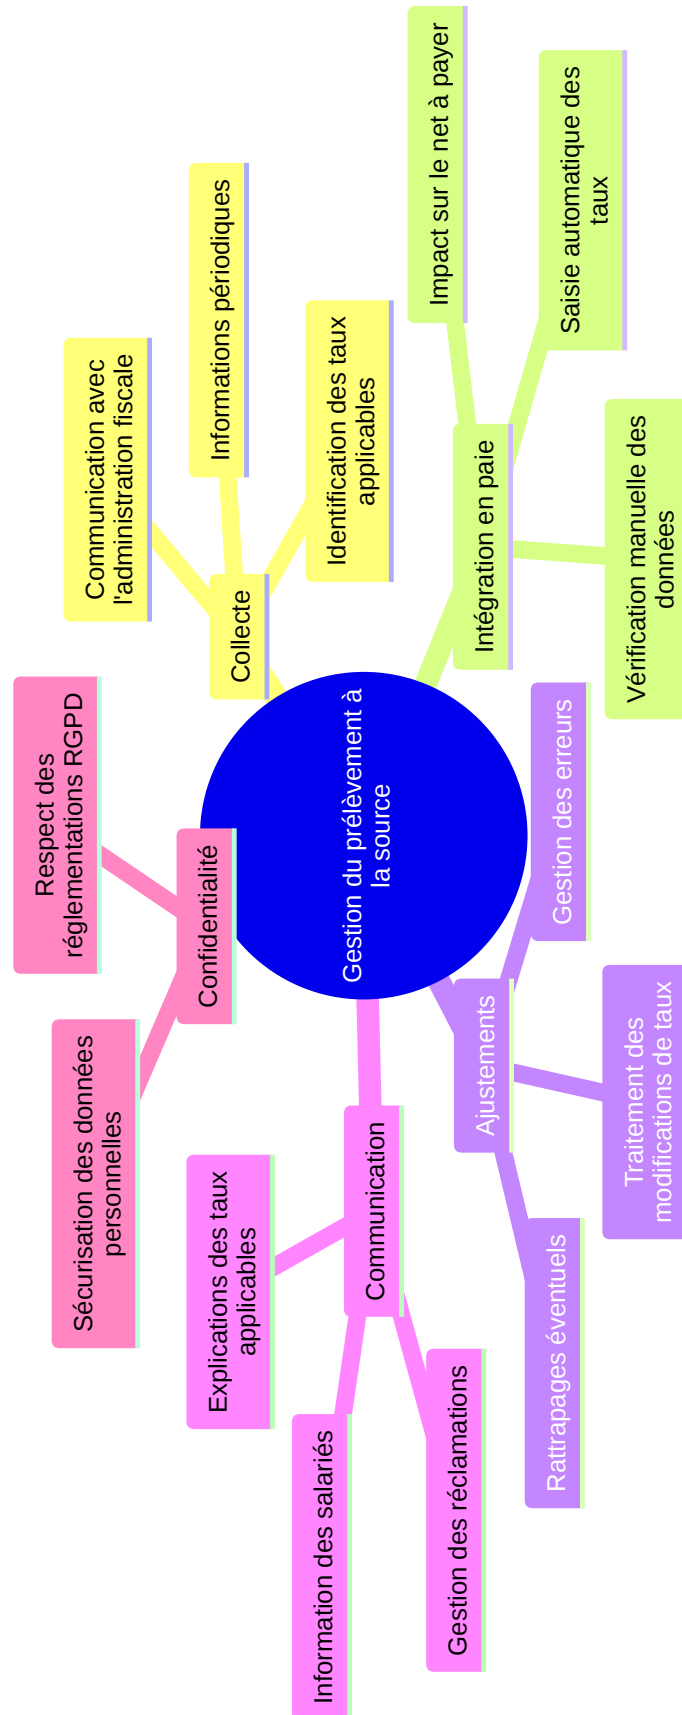 Gestion du prélèvement à
la source
Collecte
Communication avec
l'administration fiscale
Informations périodiques
Identification des taux
applicables
Intégration en paie
Impact sur le net à payer
Saisie automatique des
taux
Vérification manuelle des
données
Ajustements
Gestion des erreurs
Traitement des
modifications de taux
Rattrapages éventuels
Communication
Explications des taux
applicables
Information des salariés
Gestion des réclamations
Confidentialité
Respect des
réglementations RGPD
Sécurisation des données
personnelles